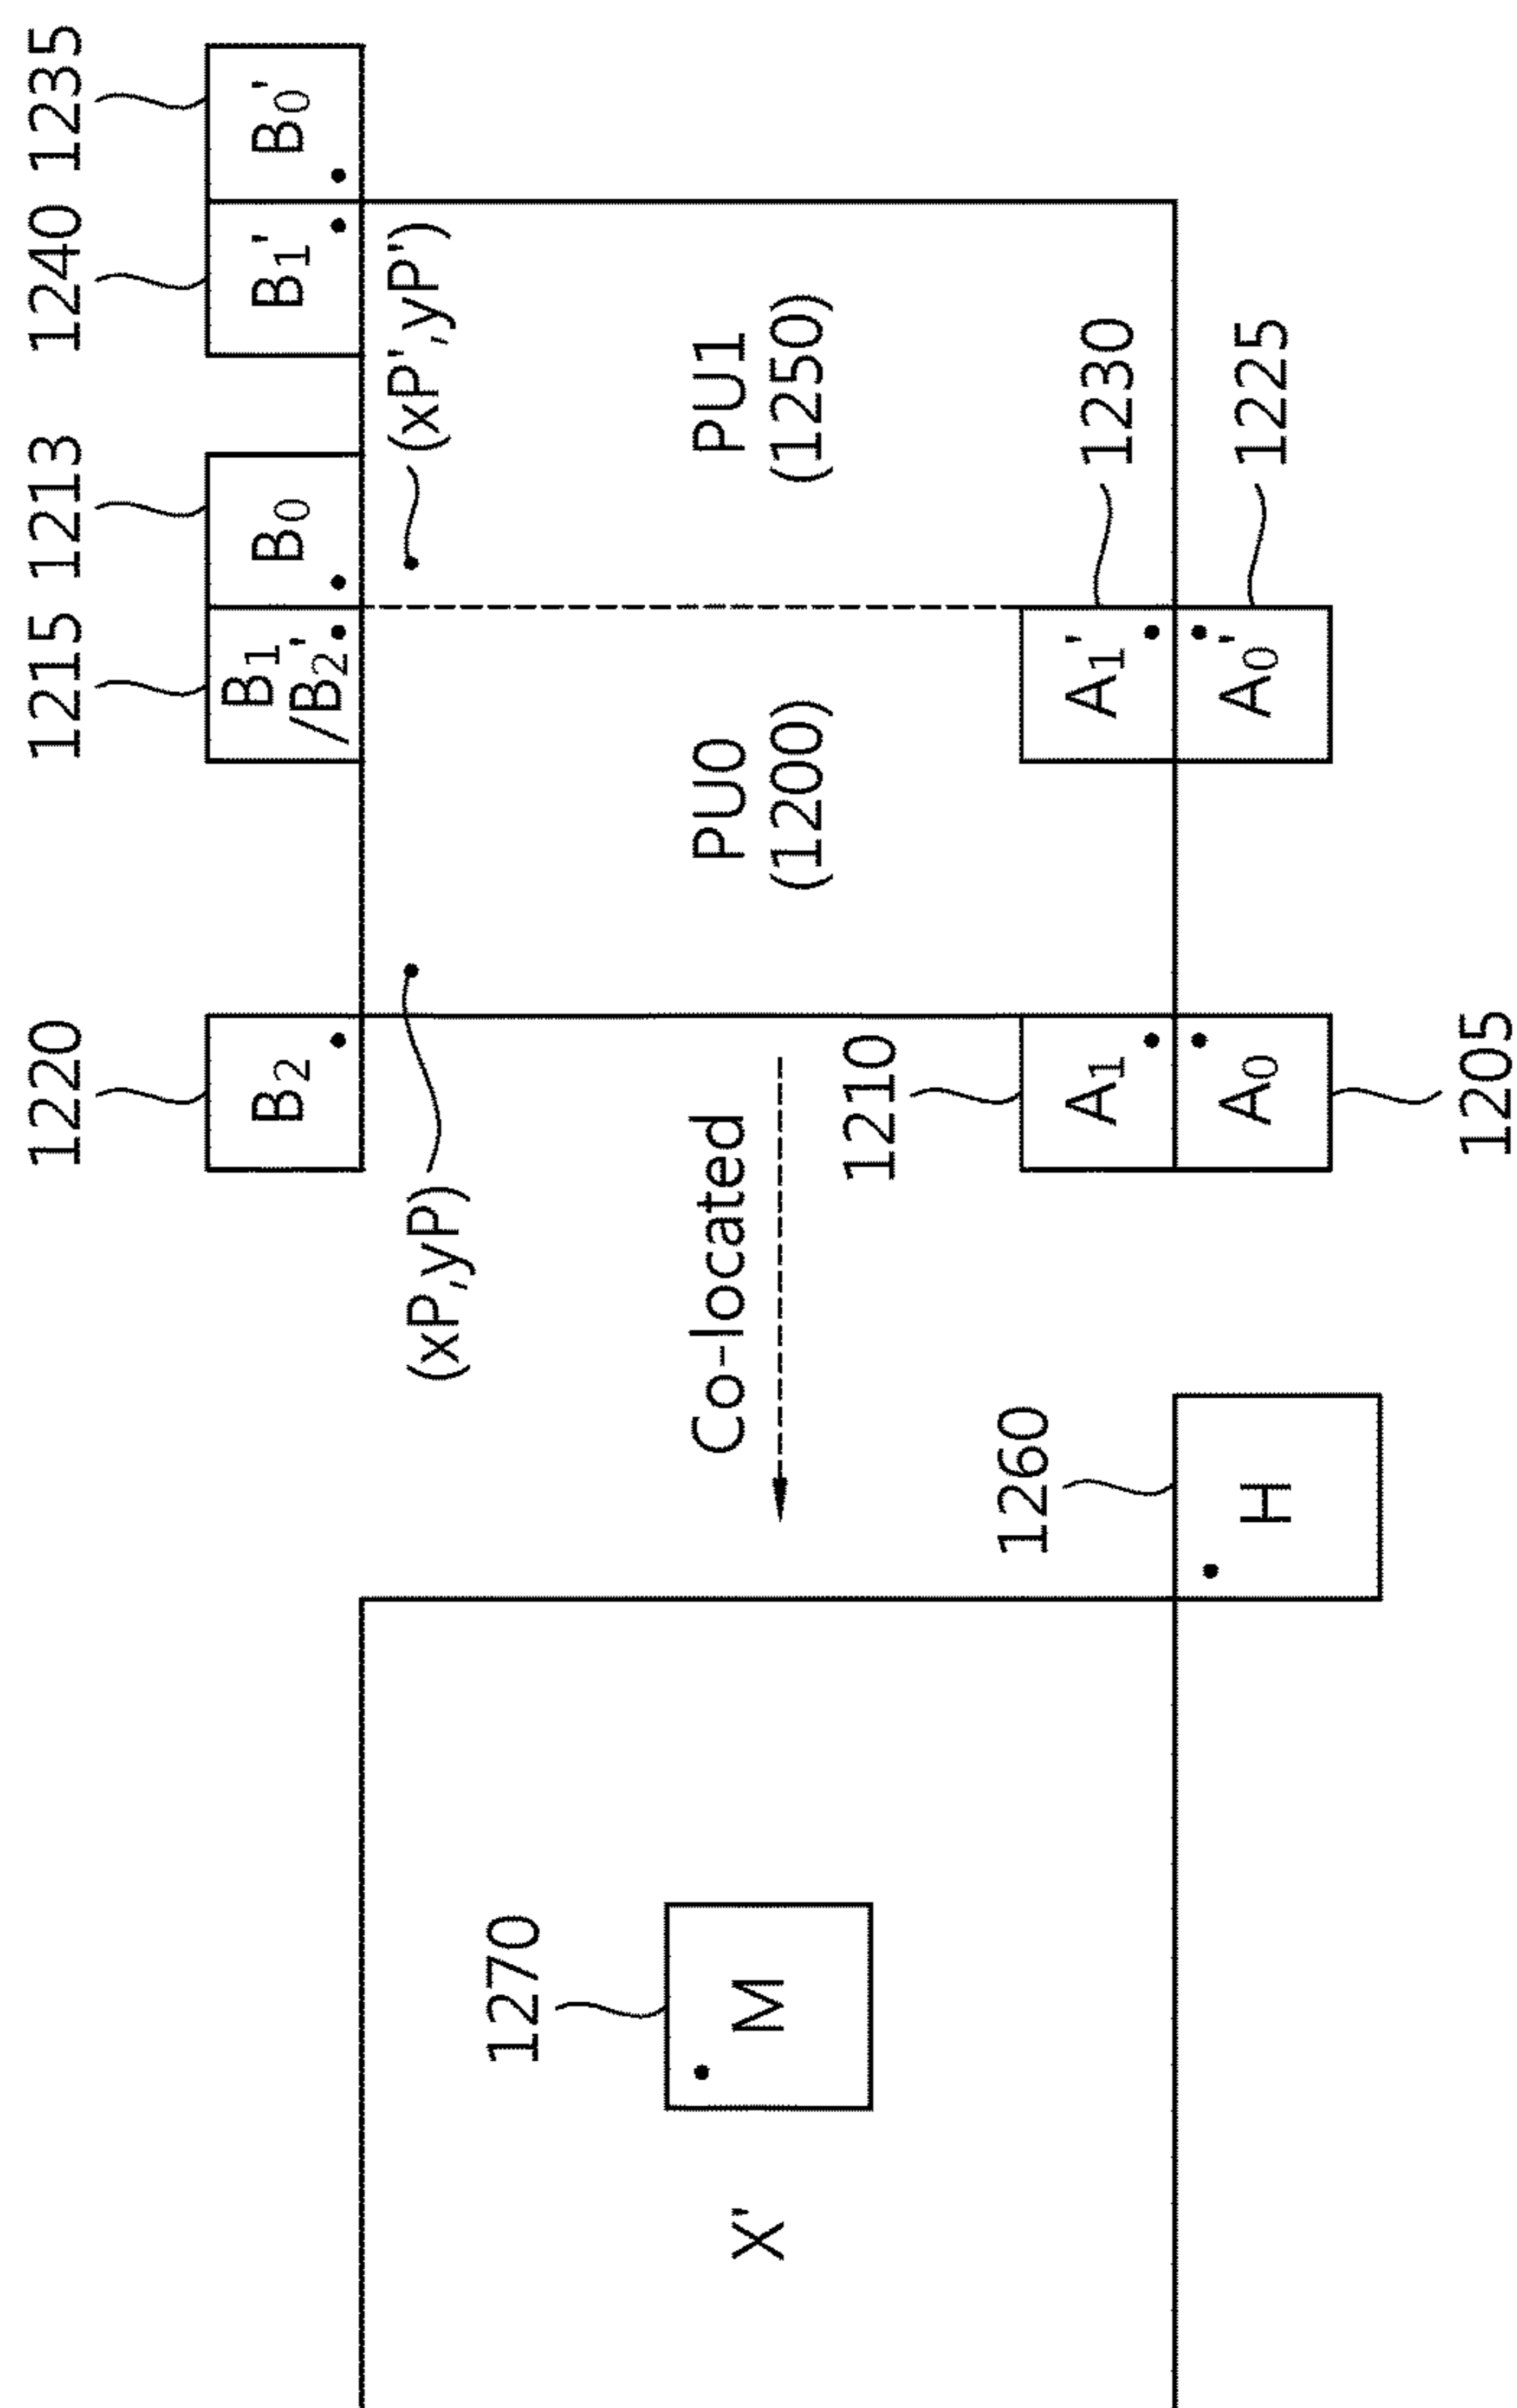 1220
1215
1213
1240
1235
B₂
B₁
/B₂'
B₀
B₁'
B₀'
(xP,yP)
(xP',yP')
1270
X'
M
Co-located
PU0
(1200)
PU1
(1250)
1210
1260
A₁
A₁'
1230
H
A₀
A₀'
1225
1205